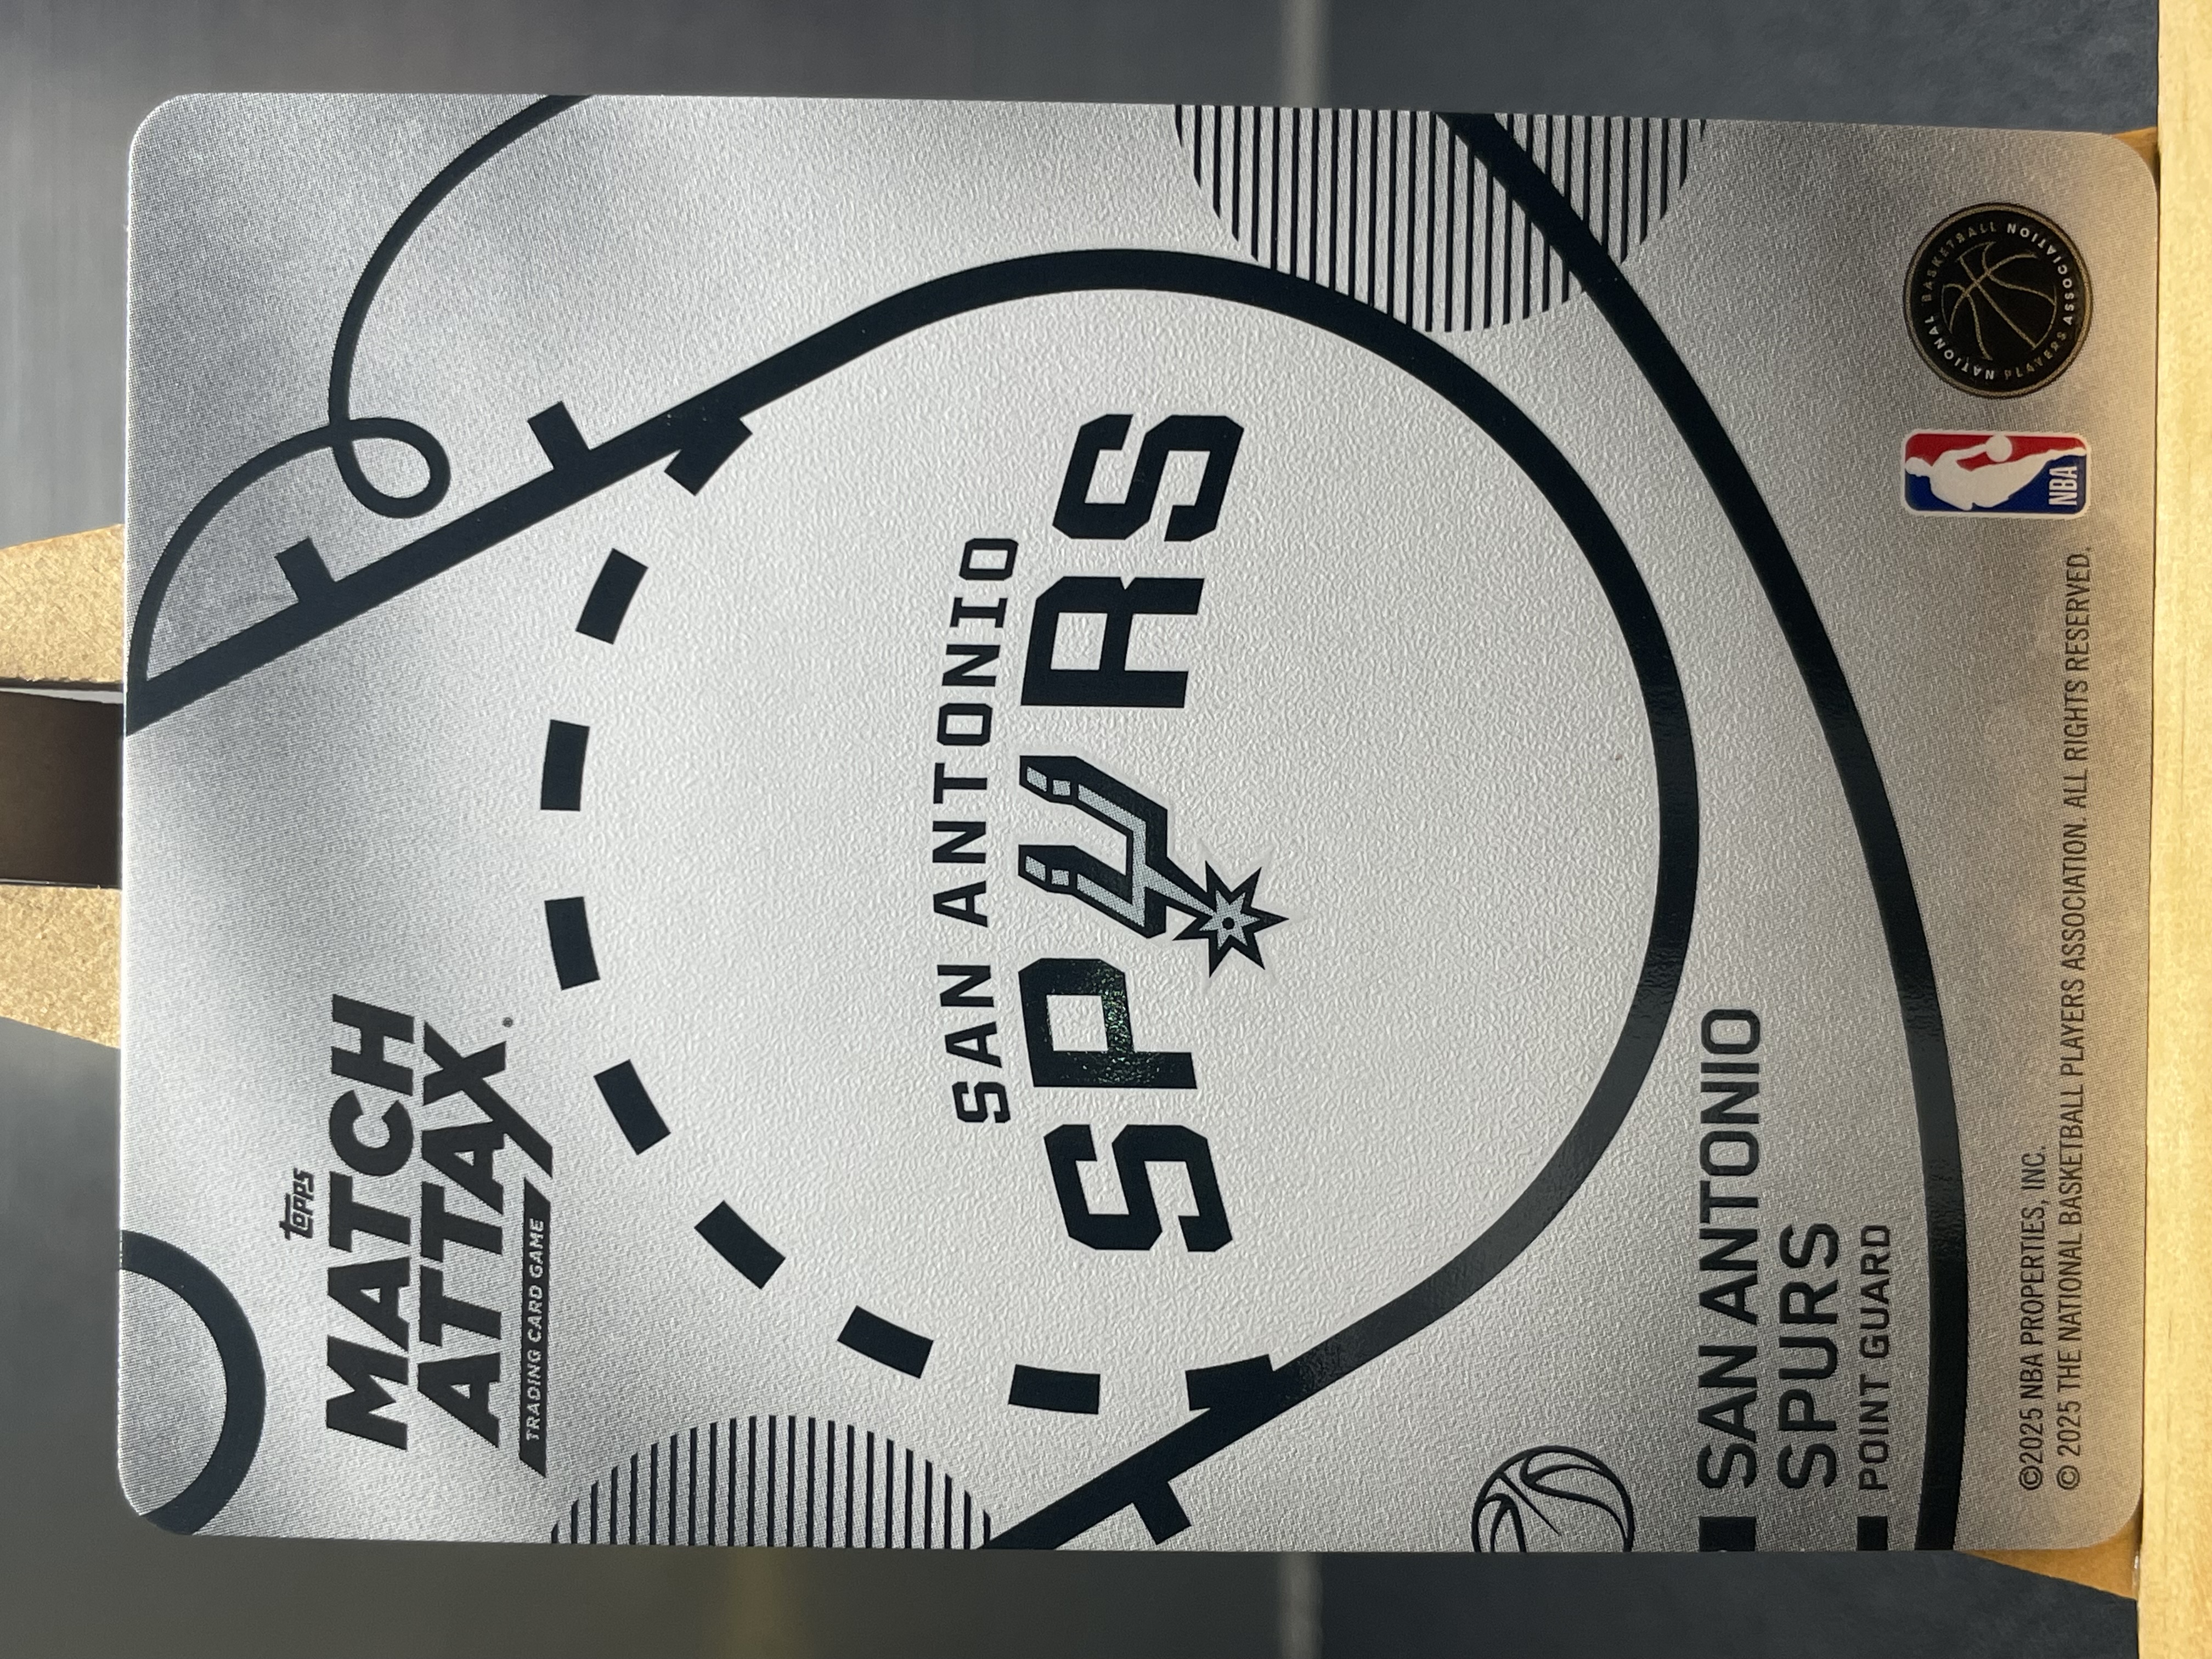 topps
MATCH
ATTAX
TRADING CARD GAME
SAN ANTONIO
SPURS
SAN ANTONIO
SPURS
POINT GUARD
©2025 NBA PROPERTIES, INC.
© 2025 THE NATIONAL BASKETBALL PLAYERS ASSOCIATION. ALL RIGHTS RESERVED.
NBA
NATIONAL BASKETBALL PLAYERS ASSOCIATION